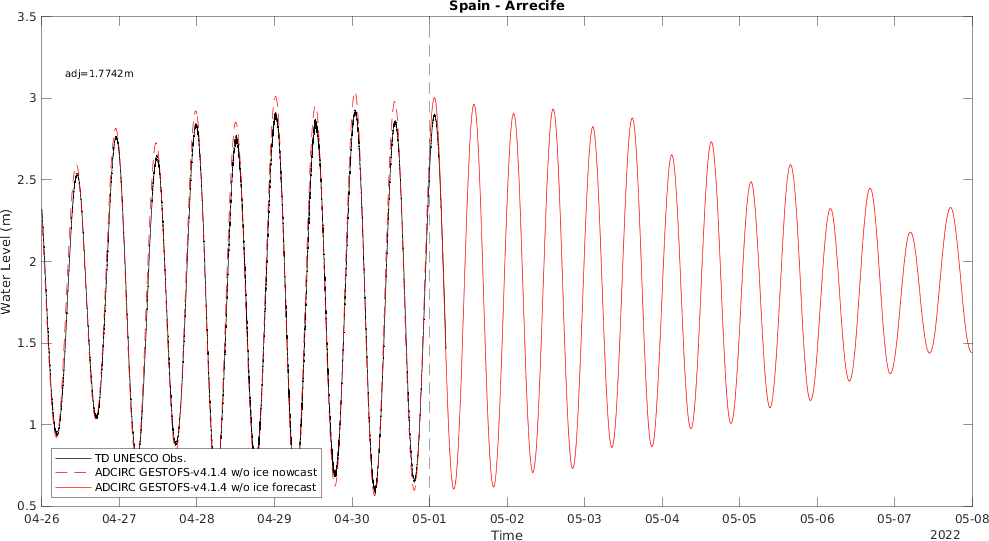 Spain - Arrecife
3.5
3
2.5
2
1.5
1
0.5
Water Level (m)
adj=1.7742m
TD UNESCO Obs.
ADCIRC GESTOFS-v4.1.4 w/o ice nowcast
ADCIRC GESTOFS-v4.1.4 w/o ice forecast
04-26 04-27 04-28 04-29 04-30 05-01 05-02 05-03 05-04 05-05 05-06 05-07 05-08
Time
2022